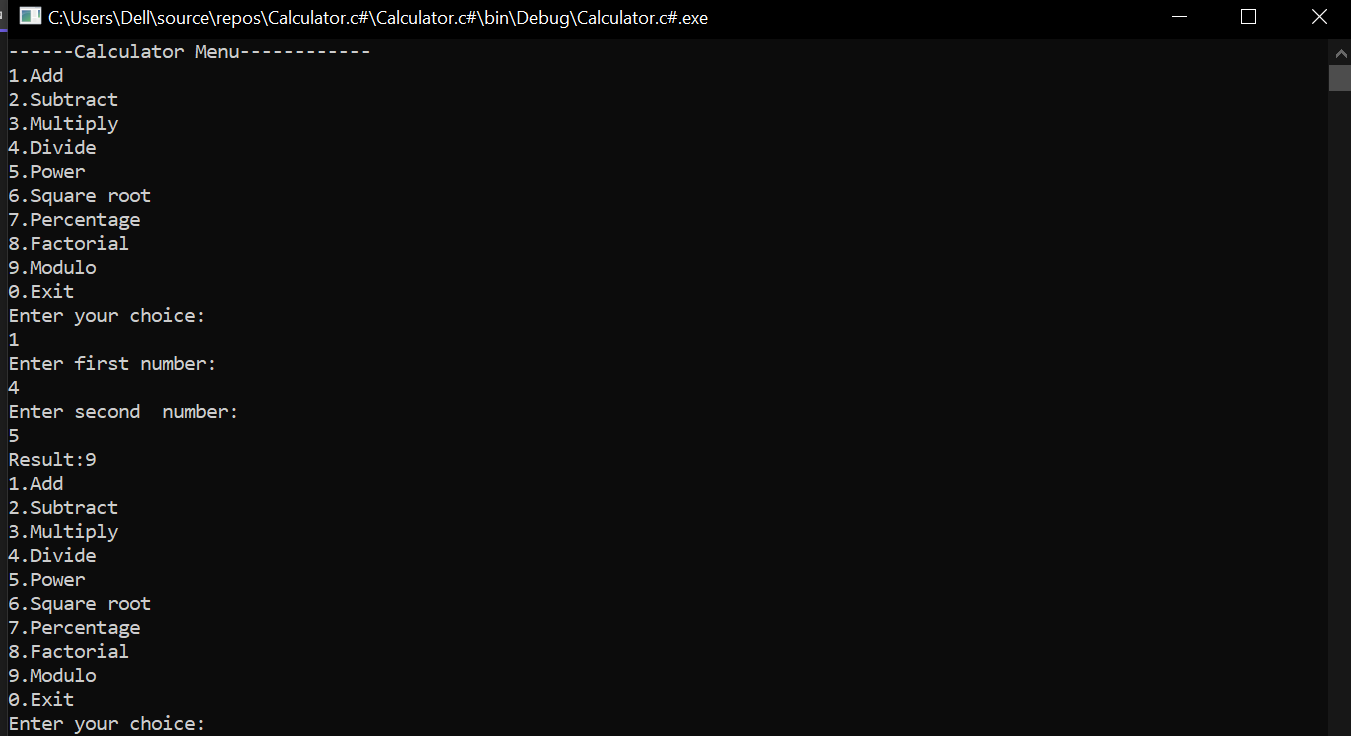 C:\Users\Dell\source\repos\Calculator.c#\Calculator.c#\bin\Debug\Calculator.c#.exe
------Calculator Menu------------
1.Add
2.Subtract
3.Multiply
4.Divide
5.Power
6.Square root
7.Percentage
8.Factorial
9.Modulo
0.Exit
Enter your choice:
1
Enter first number:
4
Enter second  number:
5
Result:9
1.Add
2.Subtract
3.Multiply
4.Divide
5.Power
6.Square root
7.Percentage
8.Factorial
9.Modulo
0.Exit
Enter your choice: